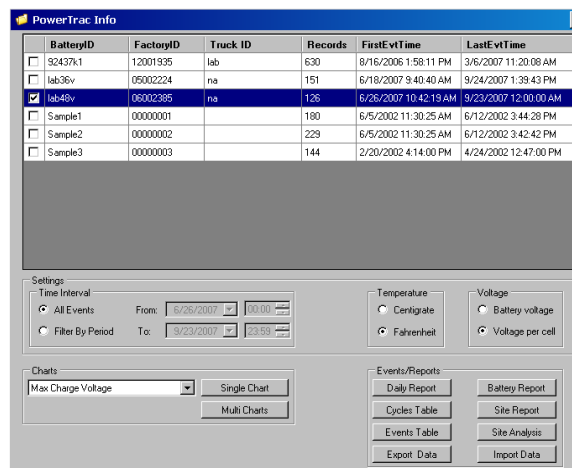 PowerTrac Info
BatteryID FactoryID Truck ID Records FirstEvtTime LastEvtTime
92437k1 12001935 lab 630 8/16/2006 1:58:11 PM 3/6/2007 11:20:08 AM
lab36v 05002224 na 151 6/18/2007 9:40:40 AM 9/24/2007 1:39:43 PM
lab48v 06002385 na 126 6/26/2007 10:42:19 AM 9/23/2007 12:00:00 AM
Sample1 00000001 180 6/5/2002 11:30:25 AM 6/12/2002 3:44:28 PM
Sample2 00000002 229 6/5/2002 11:30:25 AM 6/12/2002 3:42:42 PM
Sample3 00000003 144 2/20/2002 4:14:00 PM 4/24/2002 12:47:00 PM
Settings
Time Interval Temperature Voltage
All Events From: 6/26/2007 00:00 Centigrate Battery voltage
Filter By Period To: 9/23/2007 23:59 Fahrenheit Voltage per cell
Charts Events/Reports
Max Charge Voltage Single Chart Daily Report Battery Report
Multi Charts Cycles Table Site Report
Events Table Site Analysis
Export Data Import Data